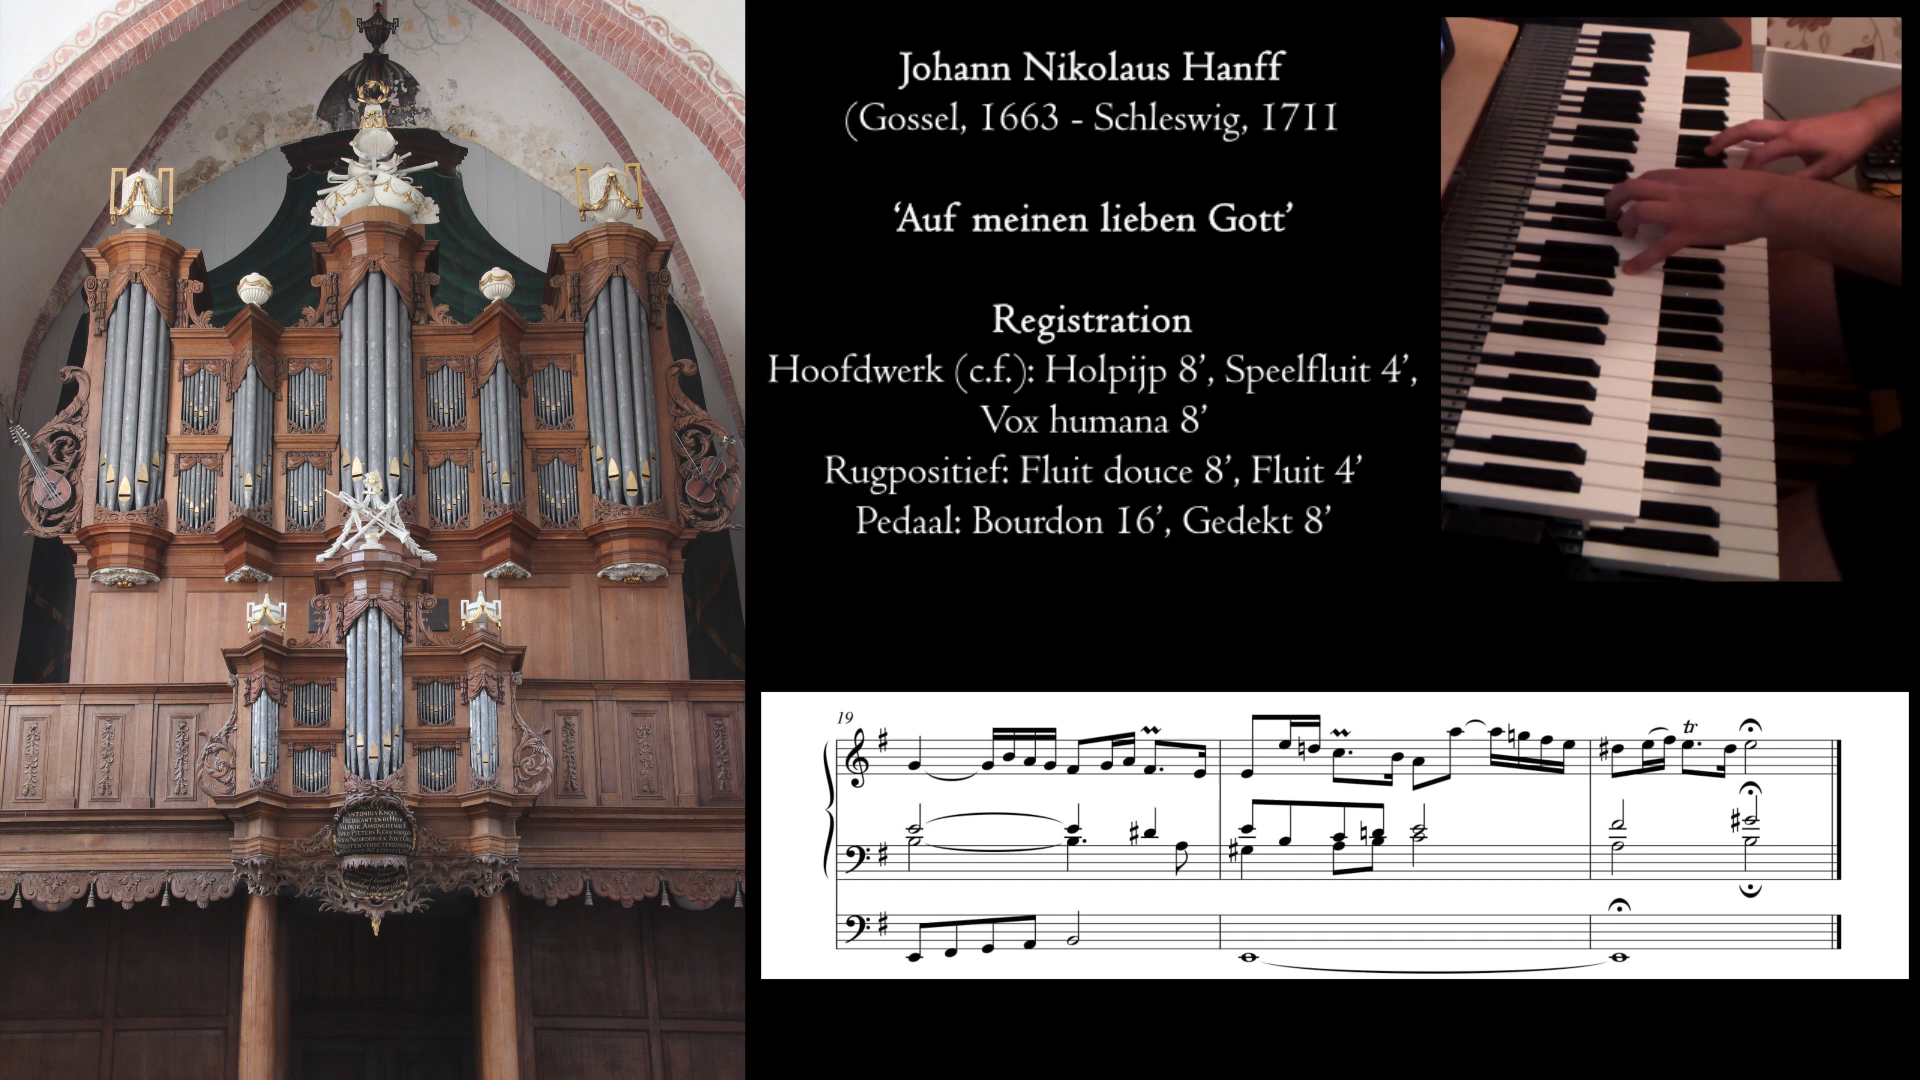 Johann Nikolaus Hanff
(Gossel, 1663 - Schleswig, 1711
‘Auf meinen lieben Gott’
Registration
Hoofdwerk (c.f.): Holpijp 8’, Speelfluit 4’,
Vox humana 8’
Rugpositief: Fluit douce 8’, Fluit 4’
Pedaal: Bourdon 16’, Gedekt 8’
19
tr